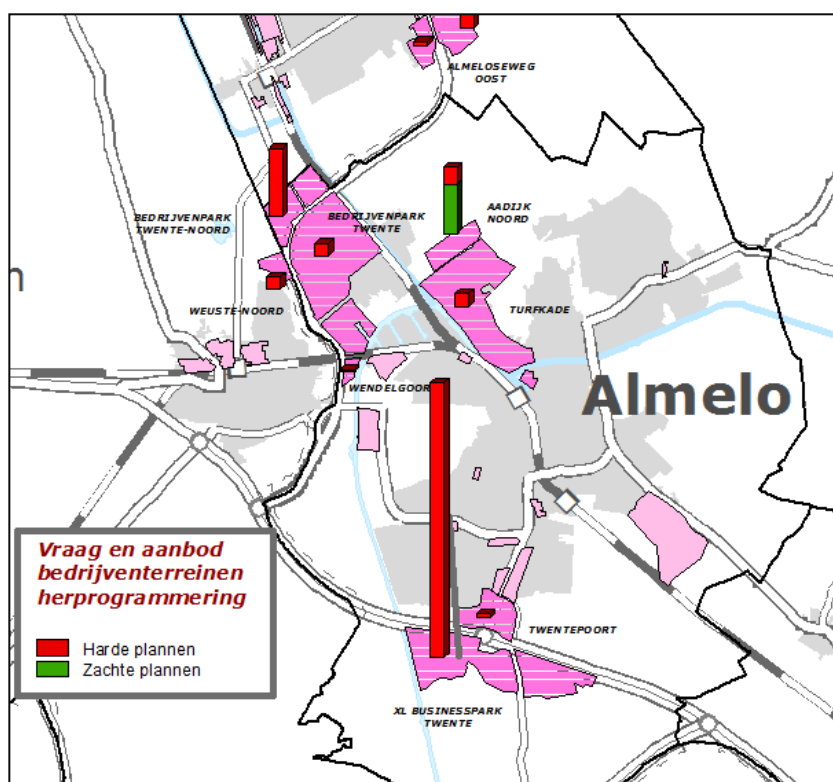 ALMELOSEWEG
OOST
BEDRIJVENPARK
TWENTE-NOORD
BEDRIJVENPARK
TWENTE
AADIJK
NOORD
n
WEUSTE-NOORD
TURFKADE
WENDELGOOR
Almelo
Vraag en aanbod
bedrijventerreinen
herprogrammering
Harde plannen
Zachte plannen
TWENTEPOORT
XL BUSINESSPARK
TWENTE